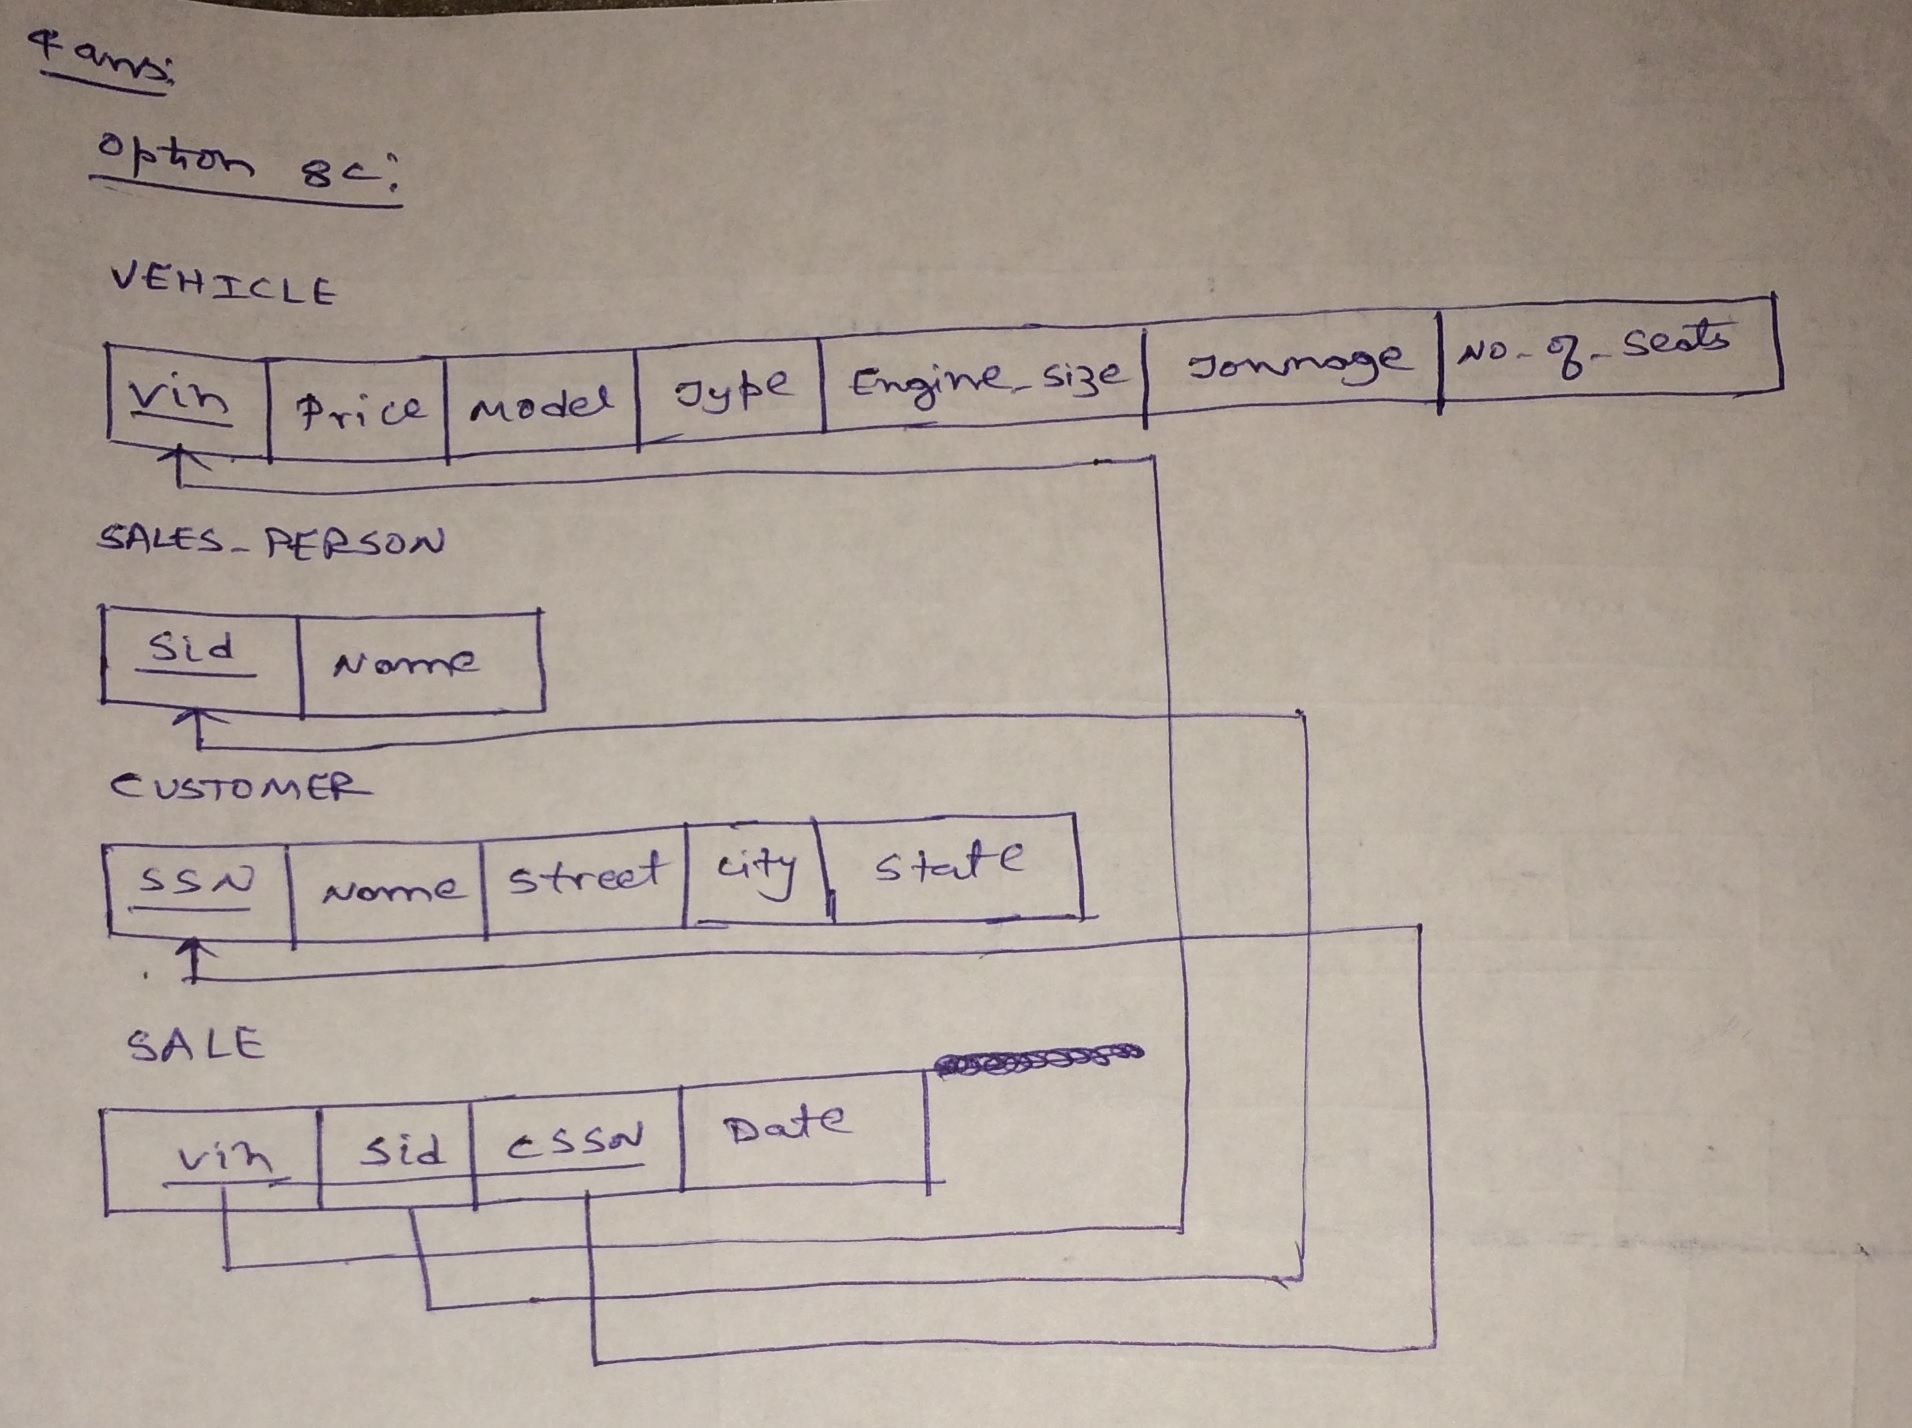 4 ans:
option 8c:
VEHICLE
vin Price Model Type Engine_size Tonnage No_of_seats
SALES_PERSON
Sid Name
CUSTOMER
SSN Name street city state
SALE
vin sid CSSN Date